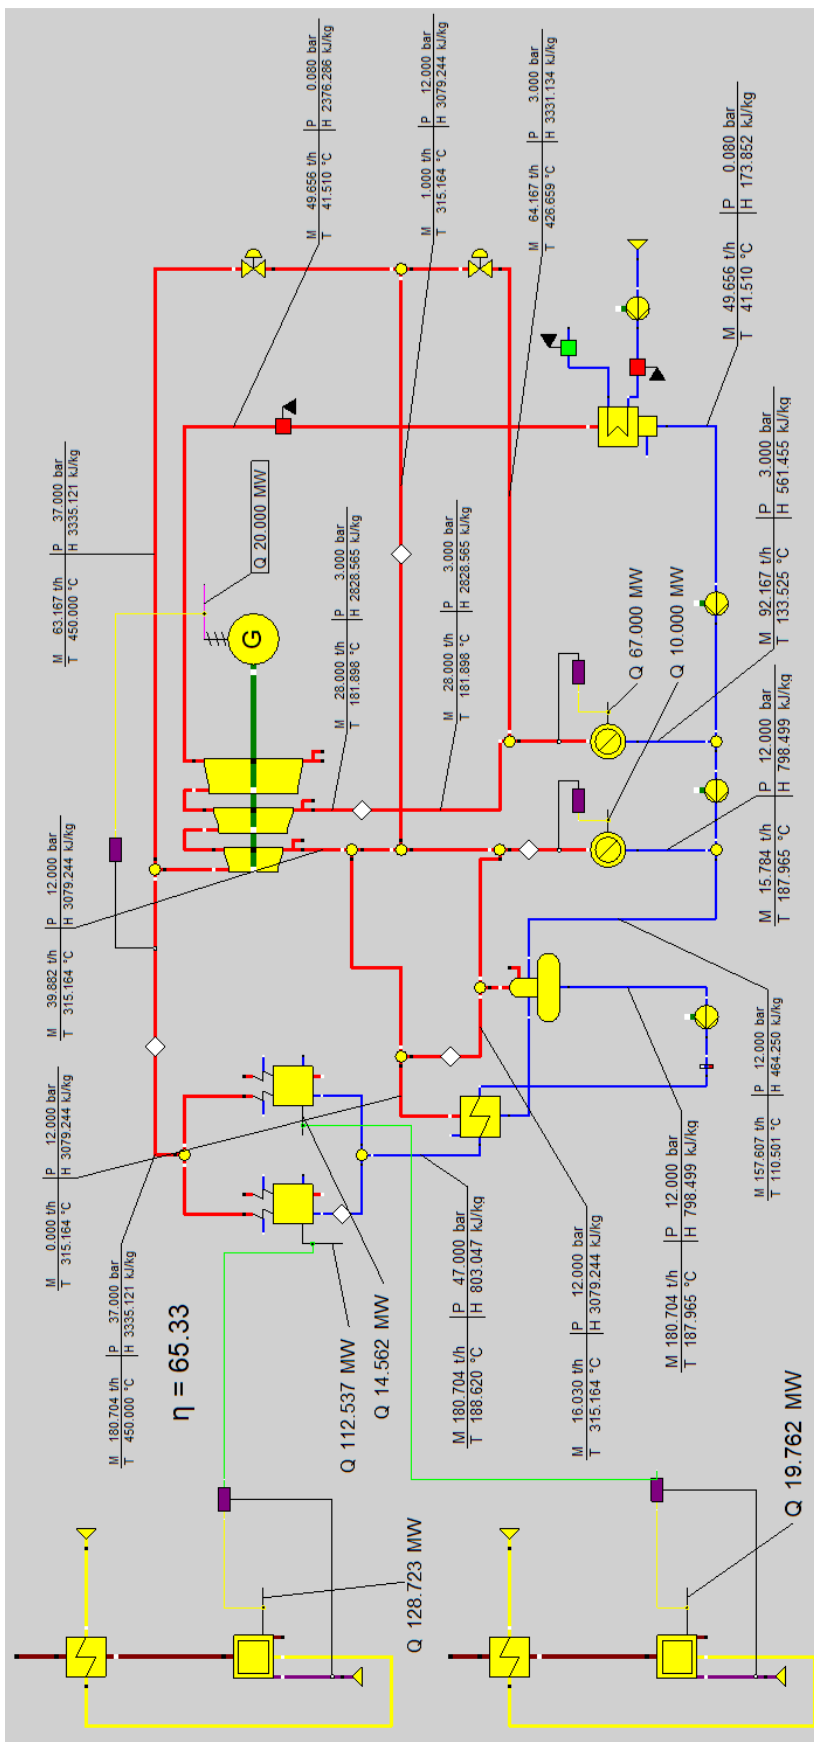 M 49.656 t/h P 0.080 bar
T 41.510 °C H 2376.286 kJ/kg
M 1.000 t/h P 12.000 bar
T 315.164 °C H 3079.244 kJ/kg
M 64.167 t/h P 3.000 bar
T 426.659 °C H 3331.134 kJ/kg
M 49.656 t/h P 0.080 bar
T 41.510 °C H 173.852 kJ/kg
M 63.167 t/h P 37.000 bar
T 450.000 °C H 3335.121 kJ/kg
Q 20.000 MW
G
M 28.000 t/h P 3.000 bar
T 181.898 °C H 2828.565 kJ/kg
M 28.000 t/h P 3.000 bar
T 181.898 °C H 2828.565 kJ/kg
Q 67.000 MW
Q 10.000 MW
M 92.167 t/h P 3.000 bar
T 133.525 °C H 561.455 kJ/kg
M 15.784 t/h P 12.000 bar
T 187.965 °C H 798.499 kJ/kg
M 39.882 t/h P 12.000 bar
T 315.164 °C H 3079.244 kJ/kg
M 0.000 t/h P 12.000 bar
T 315.164 °C H 3079.244 kJ/kg
M 157.607 t/h P 12.000 bar
T 110.501 °C H 464.250 kJ/kg
M 180.704 t/h P 37.000 bar
T 450.000 °C H 3335.121 kJ/kg
η = 65.33
Q 112.537 MW
Q 14.562 MW
M 180.704 t/h P 47.000 bar
T 188.620 °C H 803.047 kJ/kg
M 16.030 t/h P 12.000 bar
T 315.164 °C H 3079.244 kJ/kg
M 180.704 t/h P 12.000 bar
T 187.965 °C H 798.499 kJ/kg
Q 128.723 MW
Q 19.762 MW